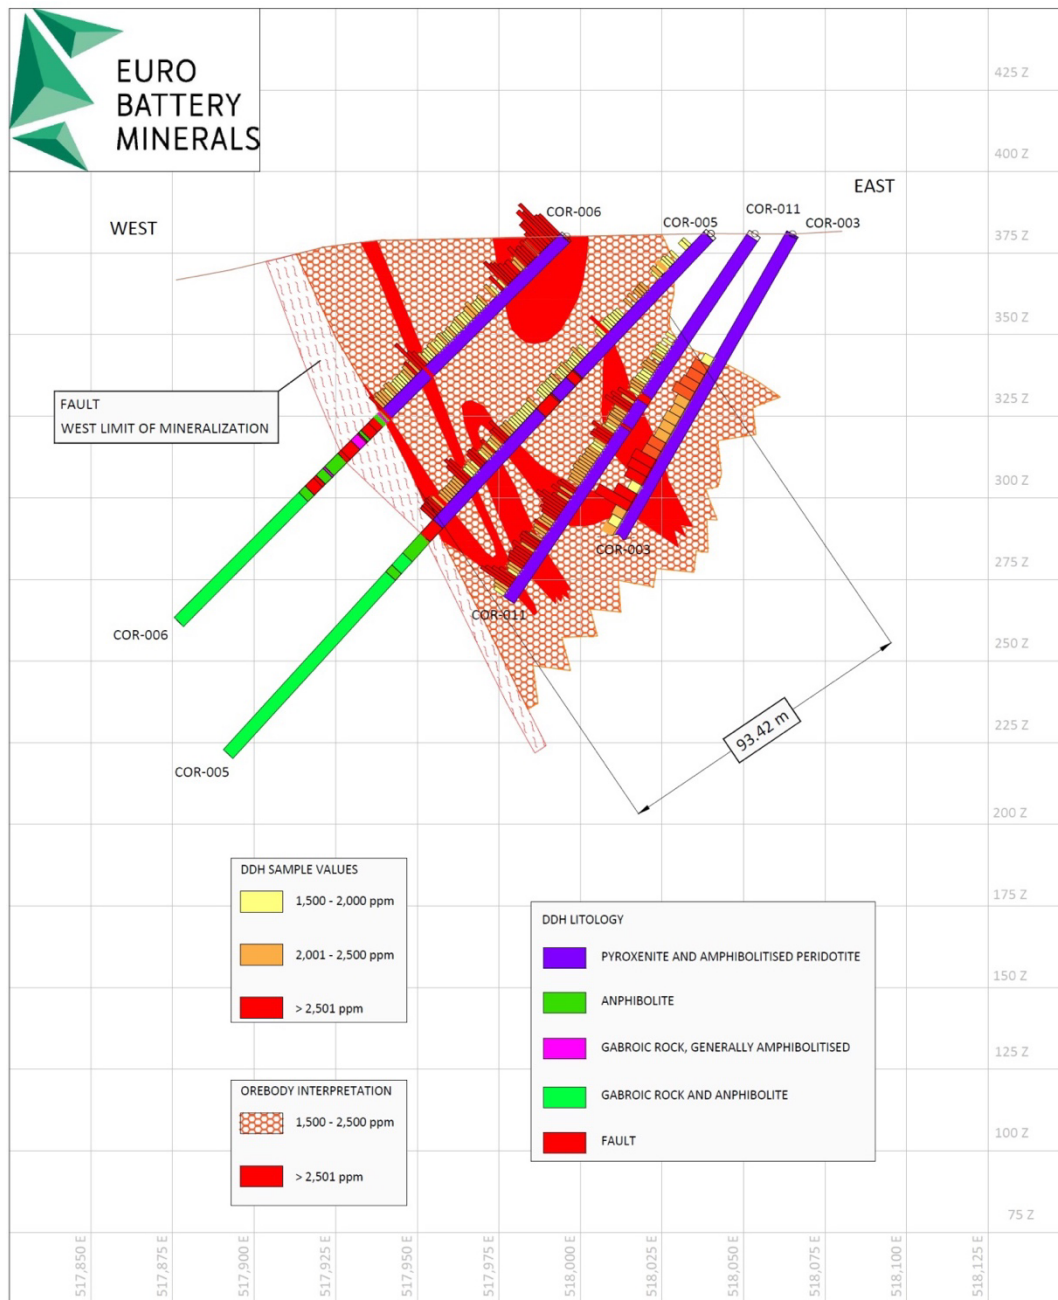 EURO
BATTERY
MINERALS
425 Z
400 Z
WEST
EAST
COR-006
COR-005
COR-011
COR-003
375 Z
350 Z
FAULT
WEST LIMIT OF MINERALIZATION
325 Z
300 Z
COR-003
275 Z
COR-011
COR-006
250 Z
93.42 m
225 Z
COR-005
200 Z
DDH SAMPLE VALUES
1,500 - 2,000 ppm
2,001 - 2,500 ppm
> 2,501 ppm
175 Z
DDH LITOLOGY
PYROXENITE AND AMPHIBOLITISED PERIDOTITE
150 Z
ANPHIBOLITE
GABROIC ROCK, GENERALLY AMPHIBOLITISED
125 Z
GABROIC ROCK AND ANPHIBOLITE
FAULT
100 Z
OREBODY INTERPRETATION
1,500 - 2,500 ppm
> 2,501 ppm
75 Z
517,850 E
517,875 E
517,900 E
517,925 E
517,950 E
517,975 E
518,000 E
518,025 E
518,050 E
518,075 E
518,100 E
518,125 E